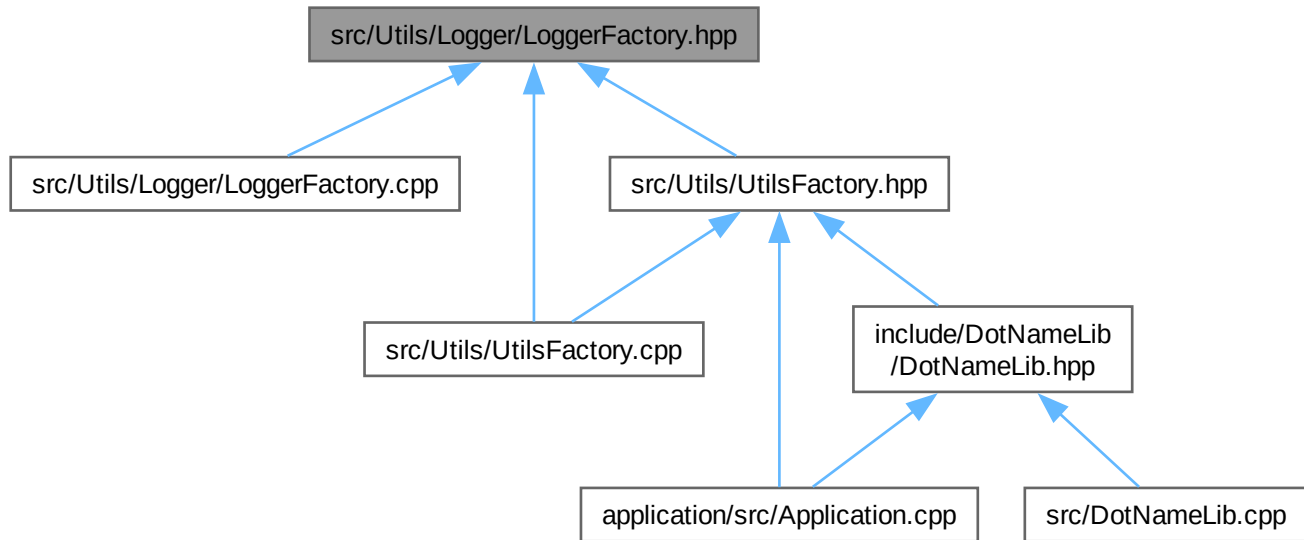 src/Utils/Logger/LoggerFactory.hpp
src/Utils/Logger/LoggerFactory.cpp
src/Utils/UtilsFactory.hpp
src/Utils/UtilsFactory.cpp
include/DotNameLib
/DotNameLib.hpp
application/src/Application.cpp
src/DotNameLib.cpp